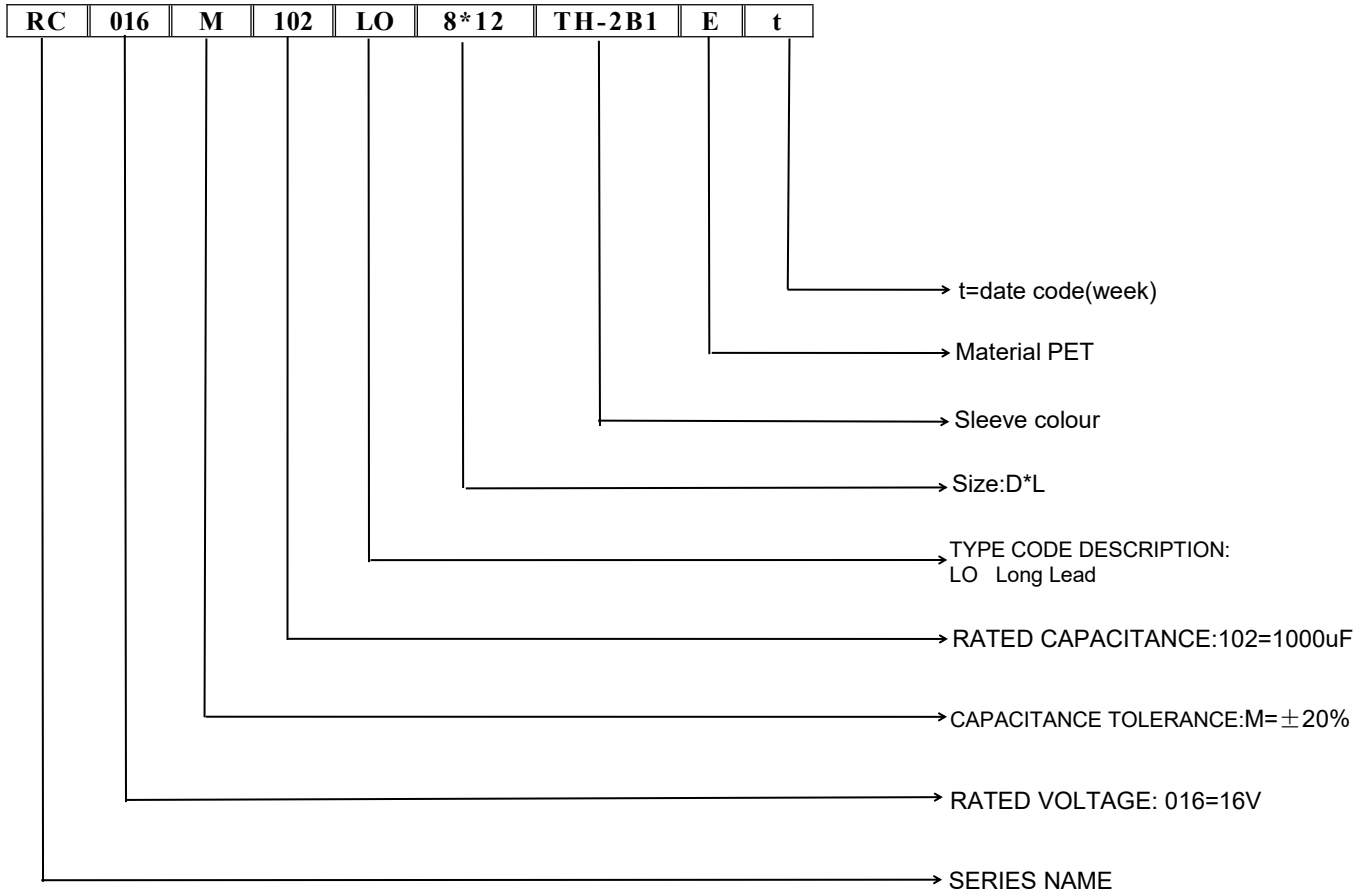 RC 016 M 102 LO 8*12 TH-2B1 E t
t=date code(week)
Material PET
Sleeve colour
Size:D*L
TYPE CODE DESCRIPTION:
LO Long Lead
RATED CAPACITANCE:102=1000uF
CAPACITANCE TOLERANCE:M=±20%
RATED VOLTAGE: 016=16V
SERIES NAME